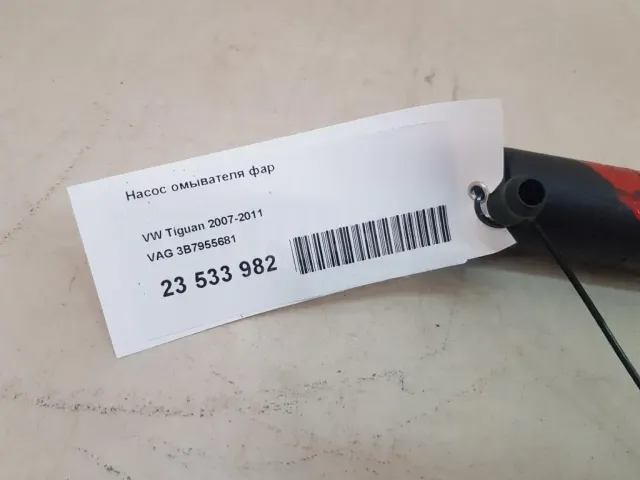 Насос омывателя фар
VW Tiguan 2007-2011
VAG 3B7955681
23 533 982